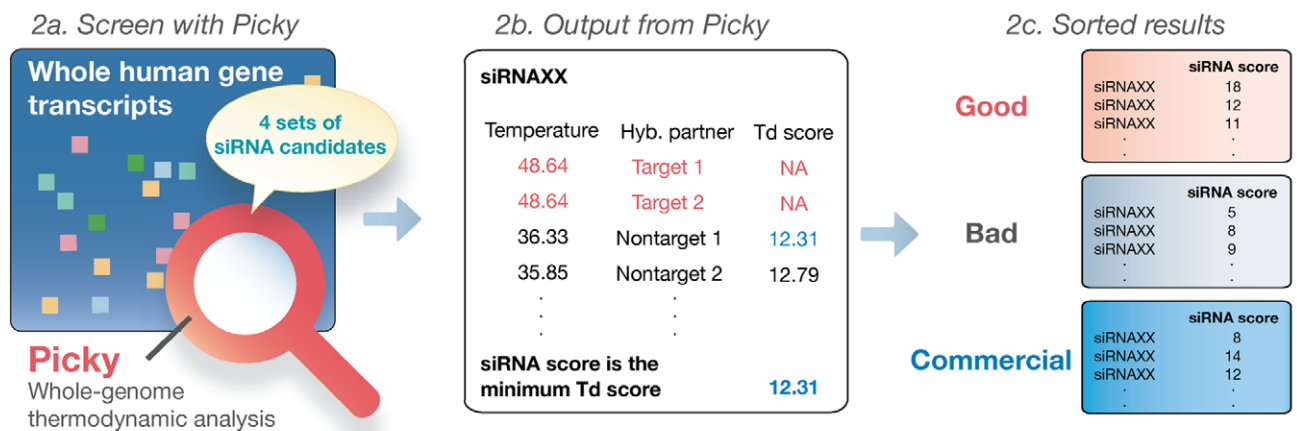 2a. Screen with Picky
Whole human gene
transcripts
4 sets of
siRNA candidates
Picky
Whole-genome
thermodynamic analysis
2b. Output from Picky
siRNAXX
Temperature Hyb. partner Td score
48.64 Target 1 NA
48.64 Target 2 NA
36.33 Nontarget 1 12.31
35.85 Nontarget 2 12.79
. .
. .
. .
siRNA score is the
minimum Td score 12.31
2c. Sorted results
Good
siRNA score
siRNAXX 18
siRNAXX 12
siRNAXX 11
. .
. .
Bad
siRNA score
siRNAXX 5
siRNAXX 8
siRNAXX 9
. .
. .
Commercial
siRNA score
siRNAXX 8
siRNAXX 14
siRNAXX 12
. .
. .